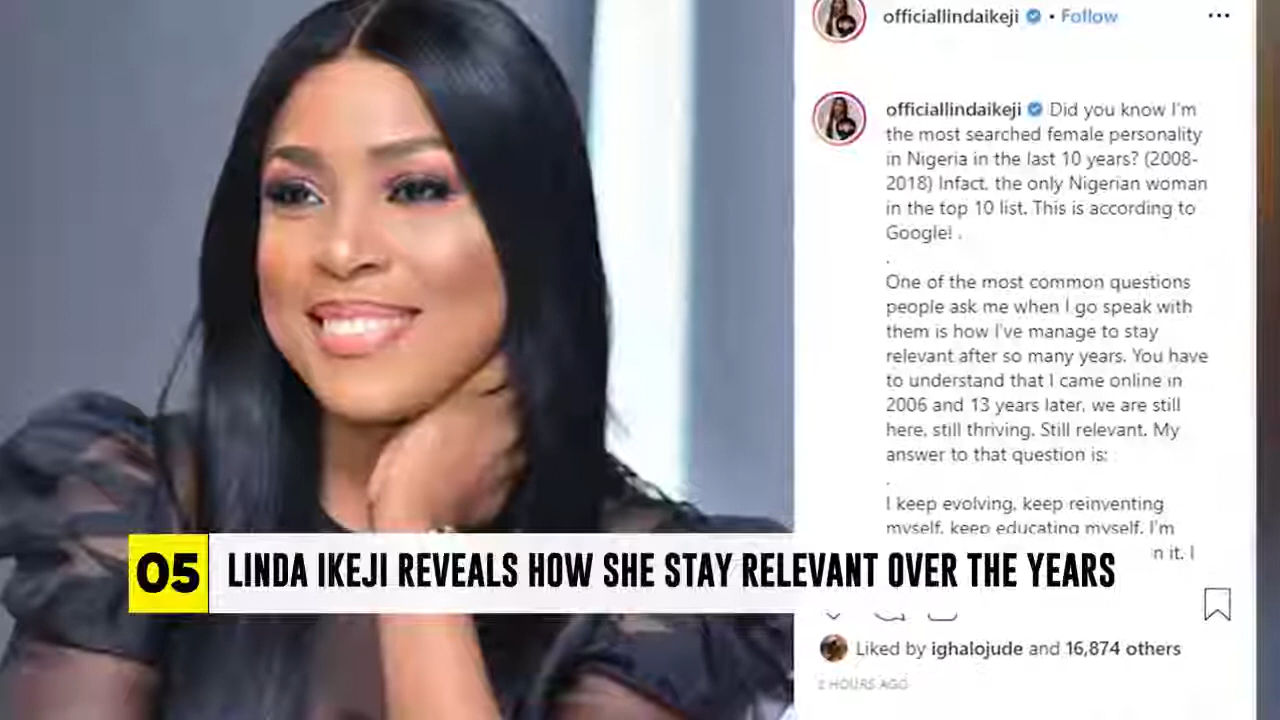 officiallindaikeji • Follow
officiallindaikeji Did you know I'm
the most searched female personality
in Nigeria in the last 10 years? (2008-
2018) Infact, the only Nigerian woman
in the top 10 list. This is according to
Google! .
.
One of the most common questions
people ask me when I go speak with
them is how I've manage to stay
relevant after so many years. You have
to understand that I came online in
2006 and 13 years later, we are still
here, still thriving. Still relevant. My
answer to that question is:
.
I keep evolving, keep reinventing
myself, keep educating myself. I'm
n it. I
05 LINDA IKEJI REVEALS HOW SHE STAY RELEVANT OVER THE YEARS
Liked by ighalojude and 16,874 others
2 HOURS AGO